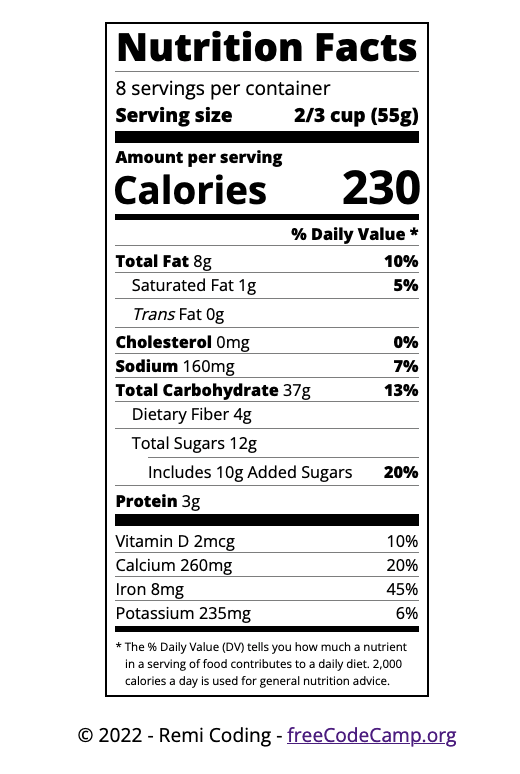 Nutrition Facts
8 servings per container
Serving size 2/3 cup (55g)
Amount per serving
Calories 230
% Daily Value *
Total Fat 8g 10%
Saturated Fat 1g 5%
Trans Fat 0g
Cholesterol 0mg 0%
Sodium 160mg 7%
Total Carbohydrate 37g 13%
Dietary Fiber 4g
Total Sugars 12g
Includes 10g Added Sugars 20%
Protein 3g
Vitamin D 2mcg 10%
Calcium 260mg 20%
Iron 8mg 45%
Potassium 235mg 6%
* The % Daily Value (DV) tells you how much a nutrient
in a serving of food contributes to a daily diet. 2,000
calories a day is used for general nutrition advice.
© 2022 - Remi Coding - freeCodeCamp.org